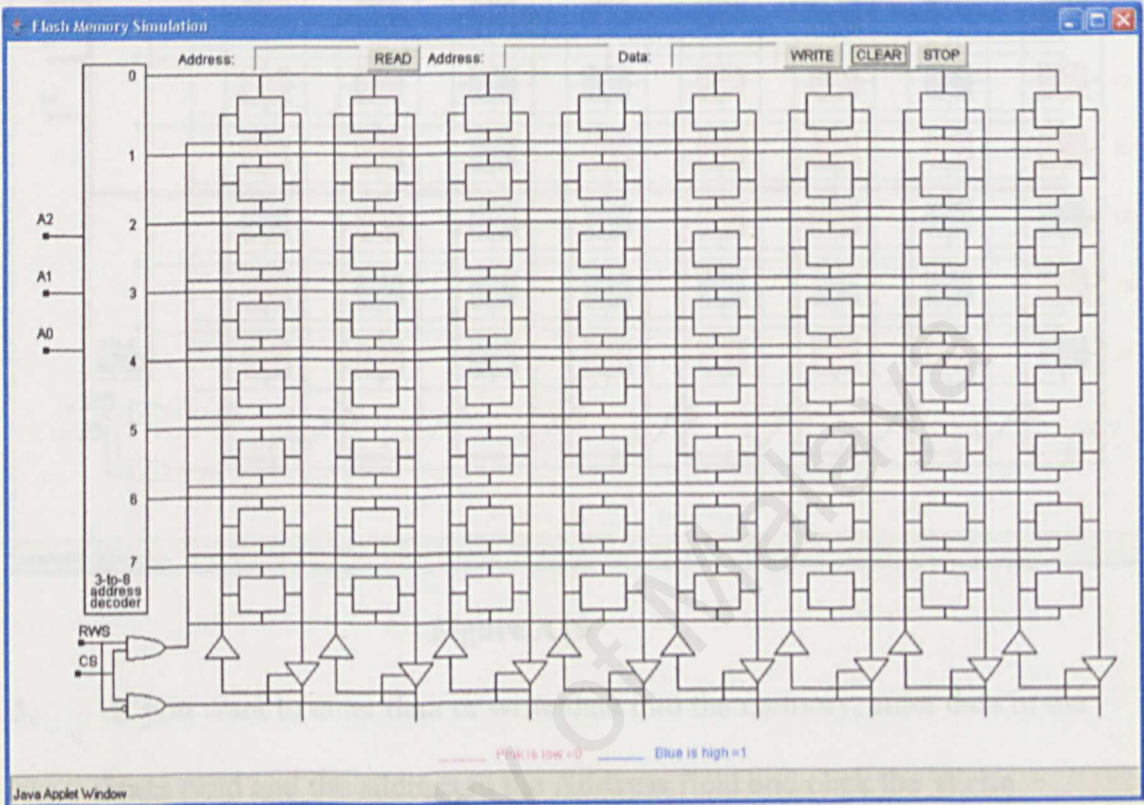 Flash Memory Simulation
Address: READ Address: Data: WRITE CLEAR STOP
0
1
2
A2
3
A1
4
A0
5
6
7
3-to-8
address
decoder
RWS
CS
Pink is low =0 Blue is high =1
Java Applet Window
of Malaya